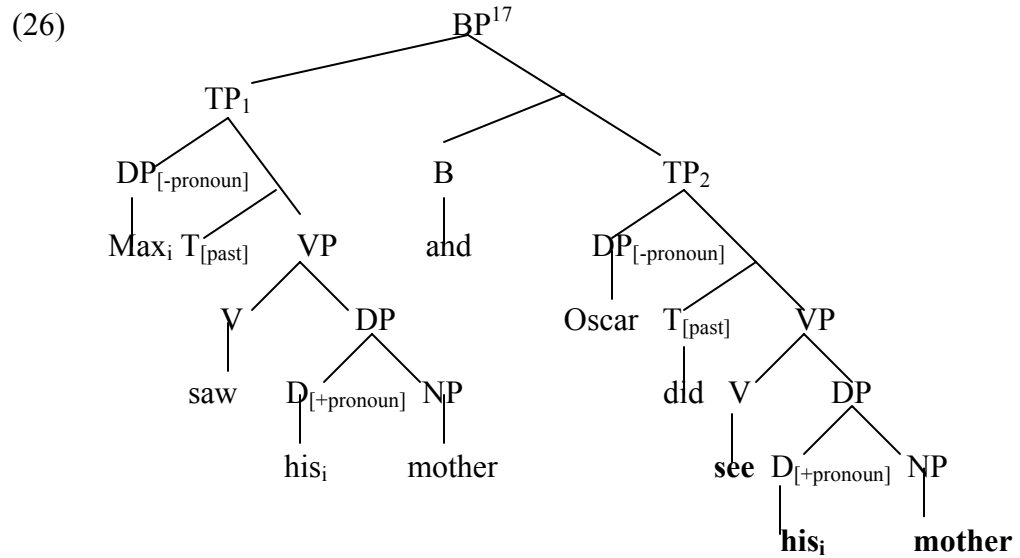 (26) BP17
TP1
DP[-pronoun] B TP2
Maxi T[past] VP and DP[-pronoun]
V DP Oscar T[past] VP
saw D[+pronoun] NP did V DP
hisi mother see D[+pronoun] NP
hisi mother